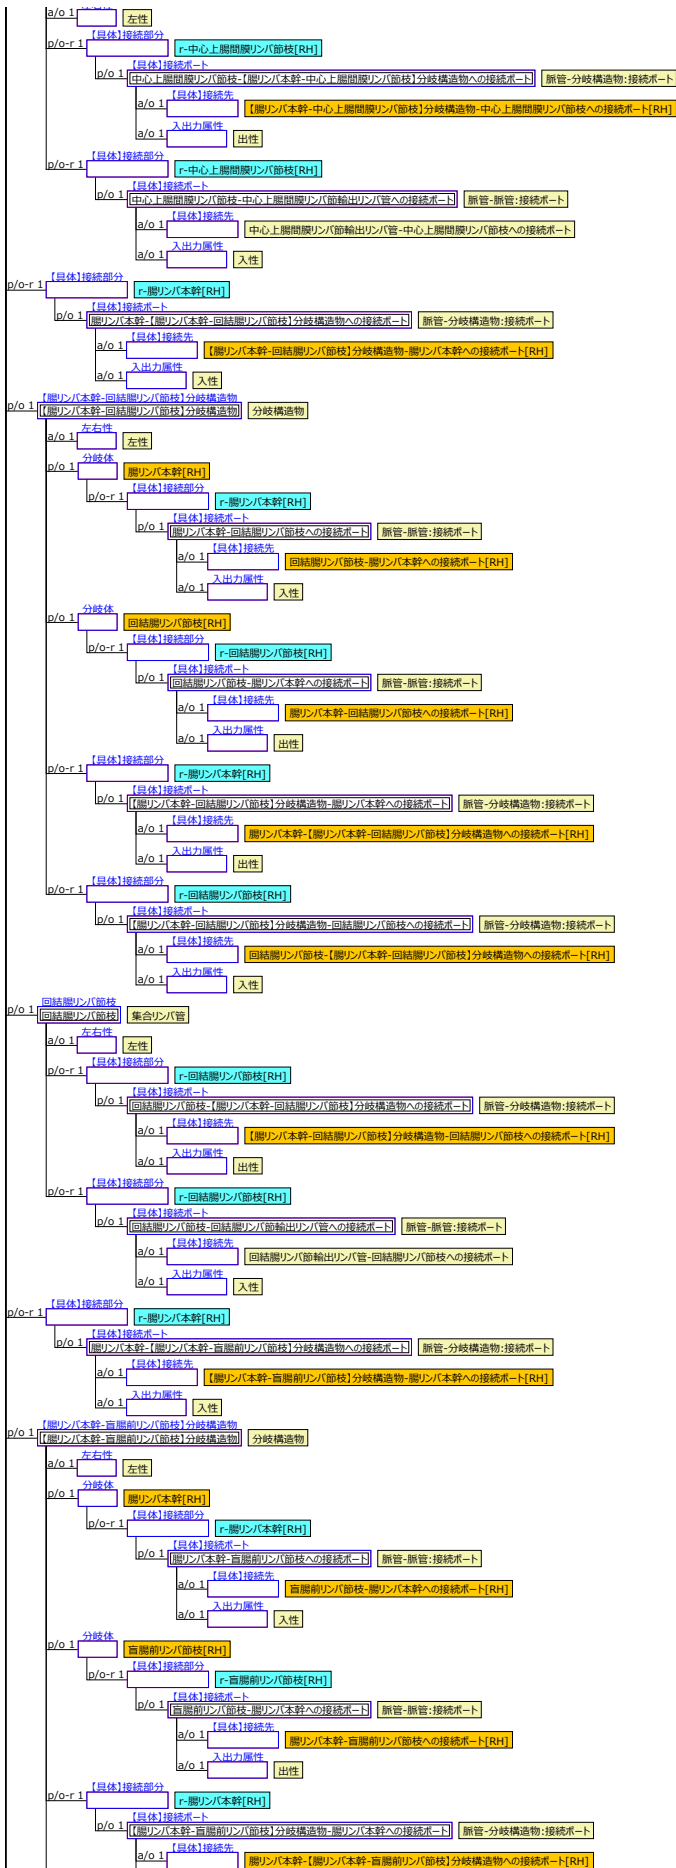 a/o 1 左性
【具体】接続部分
p/o-r 1 r-中心上腸間膜リンパ節枝[RH]
【具体】接続ポート
p/o 1 中心上腸間膜リンパ節枝-【腸リンパ本幹-中心上腸間膜リンパ節枝】分岐構造物への接続ポート 脈管-分岐構造物:接続ポート
【具体】接続先
a/o 1 【腸リンパ本幹-中心上腸間膜リンパ節枝】分岐構造物-中心上腸間膜リンパ節枝への接続ポート[RH]
入出力属性
a/o 1 出性
【具体】接続部分
p/o-r 1 r-中心上腸間膜リンパ節枝[RH]
【具体】接続ポート
p/o 1 中心上腸間膜リンパ節枝-中心上腸間膜リンパ節輸出リンパ管への接続ポート 脈管-脈管:接続ポート
【具体】接続先
a/o 1 中心上腸間膜リンパ節輸出リンパ管-中心上腸間膜リンパ節枝への接続ポート
入出力属性
a/o 1 入性
【具体】接続部分
p/o-r 1 r-腸リンパ本幹[RH]
【具体】接続ポート
p/o 1 腸リンパ本幹-【腸リンパ本幹-回結腸リンパ節枝】分岐構造物への接続ポート 脈管-分岐構造物:接続ポート
【具体】接続先
a/o 1 【腸リンパ本幹-回結腸リンパ節枝】分岐構造物-腸リンパ本幹への接続ポート[RH]
入出力属性
a/o 1 入性
【腸リンパ本幹-回結腸リンパ節枝】分岐構造物
p/o 1 【腸リンパ本幹-回結腸リンパ節枝】分岐構造物 分岐構造物
左右性
a/o 1 左性
分岐体
p/o 1 腸リンパ本幹[RH]
【具体】接続部分
p/o-r 1 r-腸リンパ本幹[RH]
【具体】接続ポート
p/o 1 腸リンパ本幹-回結腸リンパ節枝への接続ポート 脈管-脈管:接続ポート
【具体】接続先
a/o 1 回結腸リンパ節枝-腸リンパ本幹への接続ポート[RH]
入出力属性
a/o 1 入性
分岐体
p/o 1 回結腸リンパ節枝[RH]
【具体】接続部分
p/o-r 1 r-回結腸リンパ節枝[RH]
【具体】接続ポート
p/o 1 回結腸リンパ節枝-腸リンパ本幹への接続ポート 脈管-脈管:接続ポート
【具体】接続先
a/o 1 腸リンパ本幹-回結腸リンパ節枝への接続ポート[RH]
入出力属性
a/o 1 出性
【具体】接続部分
p/o-r 1 r-腸リンパ本幹[RH]
【具体】接続ポート
p/o 1 【腸リンパ本幹-回結腸リンパ節枝】分岐構造物-腸リンパ本幹への接続ポート 脈管-分岐構造物:接続ポート
【具体】接続先
a/o 1 腸リンパ本幹-【腸リンパ本幹-回結腸リンパ節枝】分岐構造物への接続ポート[RH]
入出力属性
a/o 1 出性
【具体】接続部分
p/o-r 1 r-回結腸リンパ節枝[RH]
【具体】接続ポート
p/o 1 【腸リンパ本幹-回結腸リンパ節枝】分岐構造物-回結腸リンパ節枝への接続ポート 脈管-分岐構造物:接続ポート
【具体】接続先
a/o 1 回結腸リンパ節枝-【腸リンパ本幹-回結腸リンパ節枝】分岐構造物への接続ポート[RH]
入出力属性
a/o 1 入性
回結腸リンパ節枝
p/o 1 回結腸リンパ節枝 集合リンパ管
左右性
a/o 1 左性
【具体】接続部分
p/o-r 1 r-回結腸リンパ節枝[RH]
【具体】接続ポート
p/o 1 回結腸リンパ節枝-【腸リンパ本幹-回結腸リンパ節枝】分岐構造物への接続ポート 脈管-分岐構造物:接続ポート
【具体】接続先
a/o 1 【腸リンパ本幹-回結腸リンパ節枝】分岐構造物-回結腸リンパ節枝への接続ポート[RH]
入出力属性
a/o 1 出性
【具体】接続部分
p/o-r 1 r-回結腸リンパ節枝[RH]
【具体】接続ポート
p/o 1 回結腸リンパ節枝-回結腸リンパ節輸出リンパ管への接続ポート 脈管-脈管:接続ポート
【具体】接続先
a/o 1 回結腸リンパ節輸出リンパ管-回結腸リンパ節枝への接続ポート
入出力属性
a/o 1 入性
【具体】接続部分
p/o-r 1 r-腸リンパ本幹[RH]
【具体】接続ポート
p/o 1 腸リンパ本幹-【腸リンパ本幹-盲腸前リンパ節枝】分岐構造物への接続ポート 脈管-分岐構造物:接続ポート
【具体】接続先
a/o 1 【腸リンパ本幹-盲腸前リンパ節枝】分岐構造物-腸リンパ本幹への接続ポート[RH]
入出力属性
a/o 1 入性
【腸リンパ本幹-盲腸前リンパ節枝】分岐構造物
p/o 1 【腸リンパ本幹-盲腸前リンパ節枝】分岐構造物 分岐構造物
左右性
a/o 1 左性
分岐体
p/o 1 腸リンパ本幹[RH]
【具体】接続部分
p/o-r 1 r-腸リンパ本幹[RH]
【具体】接続ポート
p/o 1 腸リンパ本幹-盲腸前リンパ節枝への接続ポート 脈管-脈管:接続ポート
【具体】接続先
a/o 1 盲腸前リンパ節枝-腸リンパ本幹への接続ポート[RH]
入出力属性
a/o 1 入性
分岐体
p/o 1 盲腸前リンパ節枝[RH]
【具体】接続部分
p/o-r 1 r-盲腸前リンパ節枝[RH]
【具体】接続ポート
p/o 1 盲腸前リンパ節枝-腸リンパ本幹への接続ポート 脈管-脈管:接続ポート
【具体】接続先
a/o 1 腸リンパ本幹-盲腸前リンパ節枝への接続ポート[RH]
入出力属性
a/o 1 出性
【具体】接続部分
p/o-r 1 r-腸リンパ本幹[RH]
【具体】接続ポート
p/o 1 【腸リンパ本幹-盲腸前リンパ節枝】分岐構造物-腸リンパ本幹への接続ポート 脈管-分岐構造物:接続ポート
【具体】接続先
a/o 1 腸リンパ本幹-【腸リンパ本幹-盲腸前リンパ節枝】分岐構造物への接続ポート[RH]